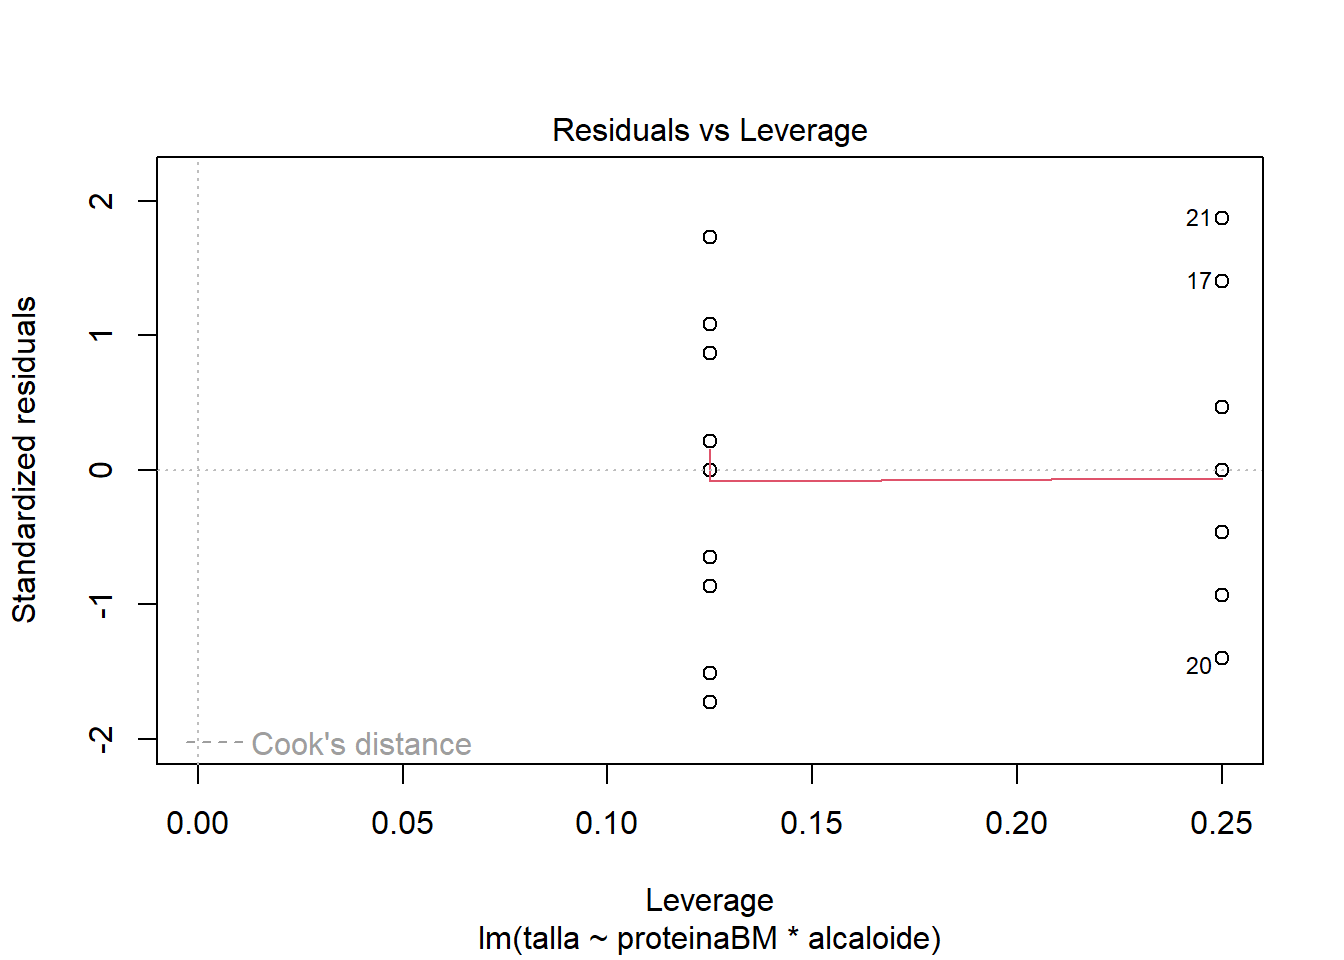 Residuals vs Leverage
Standardized residuals
2
1
0
-1
-2
21
17
20
Cook's distance
0.00 0.05 0.10 0.15 0.20 0.25
Leverage
lm(talla ~ proteinaBM * alcaloide)